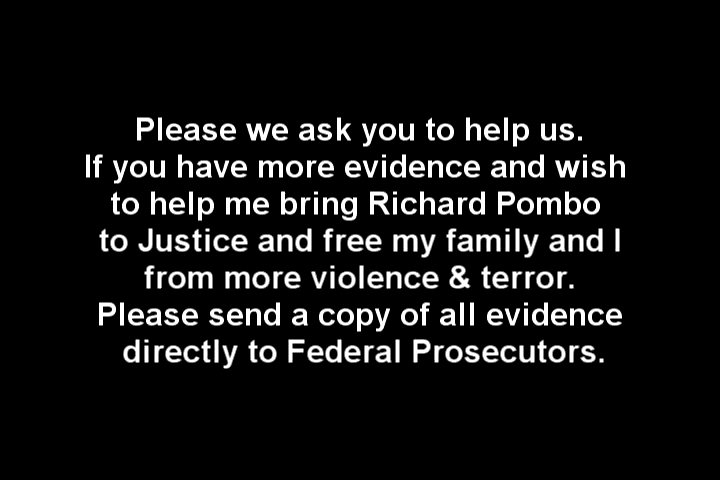 Please we ask you to help us.
If you have more evidence and wish
to help me bring Richard Pombo
to Justice and free my family and I
from more violence & terror.
Please send a copy of all evidence
directly to Federal Prosecutors.